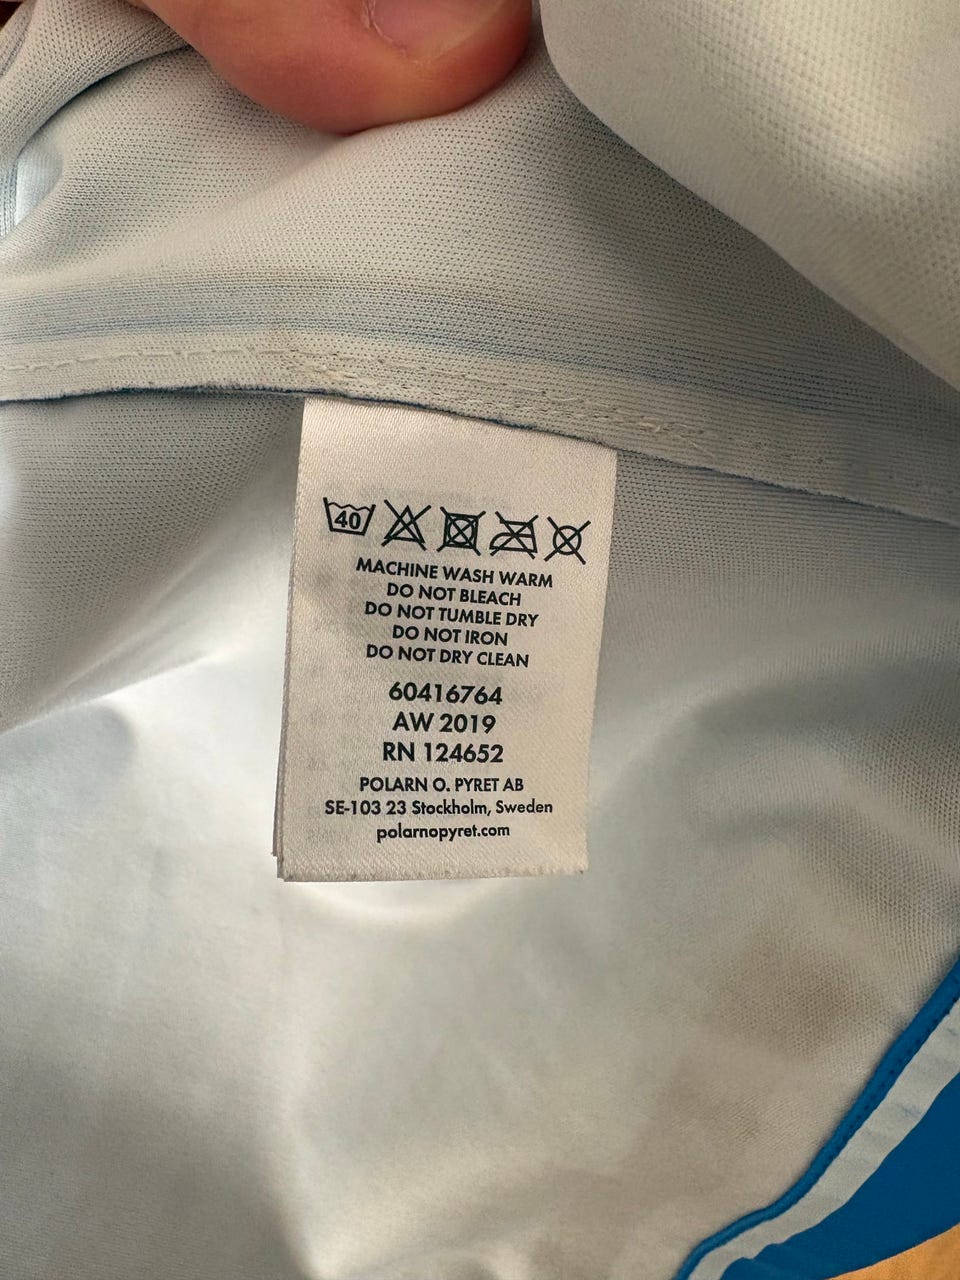 40
MACHINE WASH WARM
DO NOT BLEACH
DO NOT TUMBLE DRY
DO NOT IRON
DO NOT DRY CLEAN
60416764
AW 2019
RN 124652
POLARN O. PYRET AB
SE-103 23 Stockholm, Sweden
polarnopyret.com